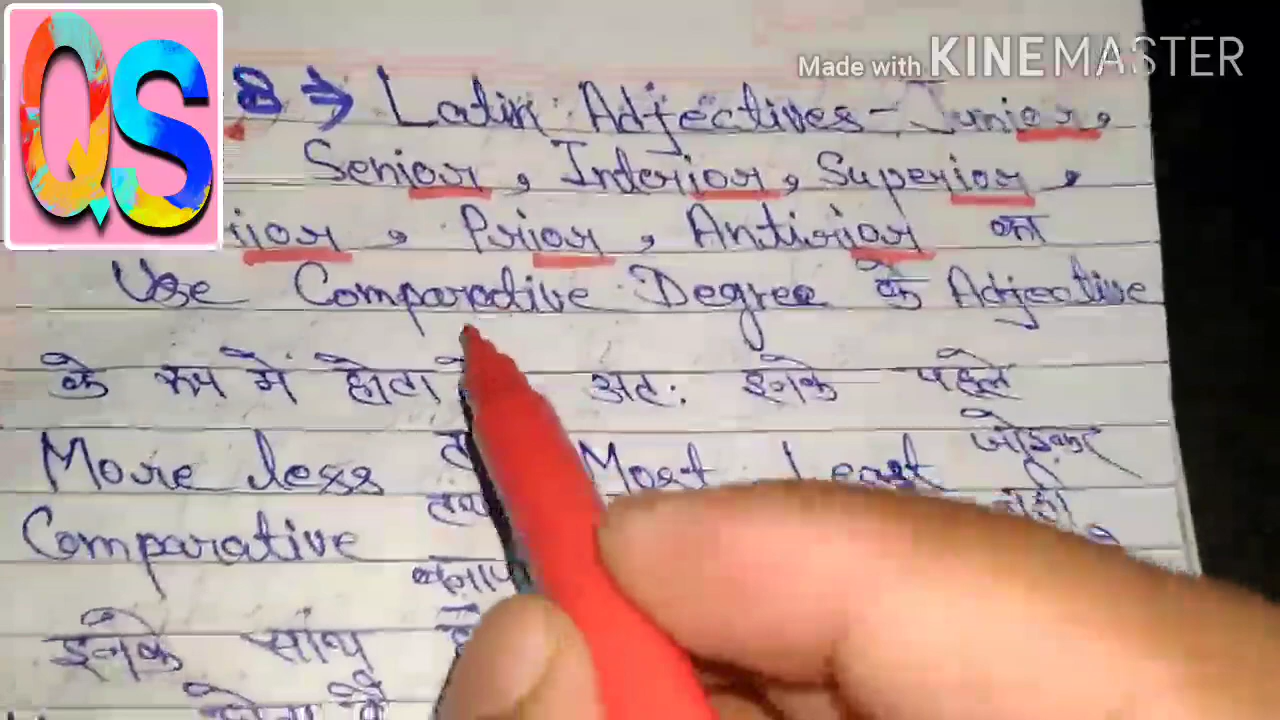 QS
Made with KINEMASTER
⇒ Latin Adjectives - Junior,
Senior, Interior, Superior,
rior, Prior, Antirior का
Use Comparative Degree के Adjective
के रूप में होता अतः इनके पहले
More less Most Least जोड़कर
Comparative नहीं
इनके साथ
होता है